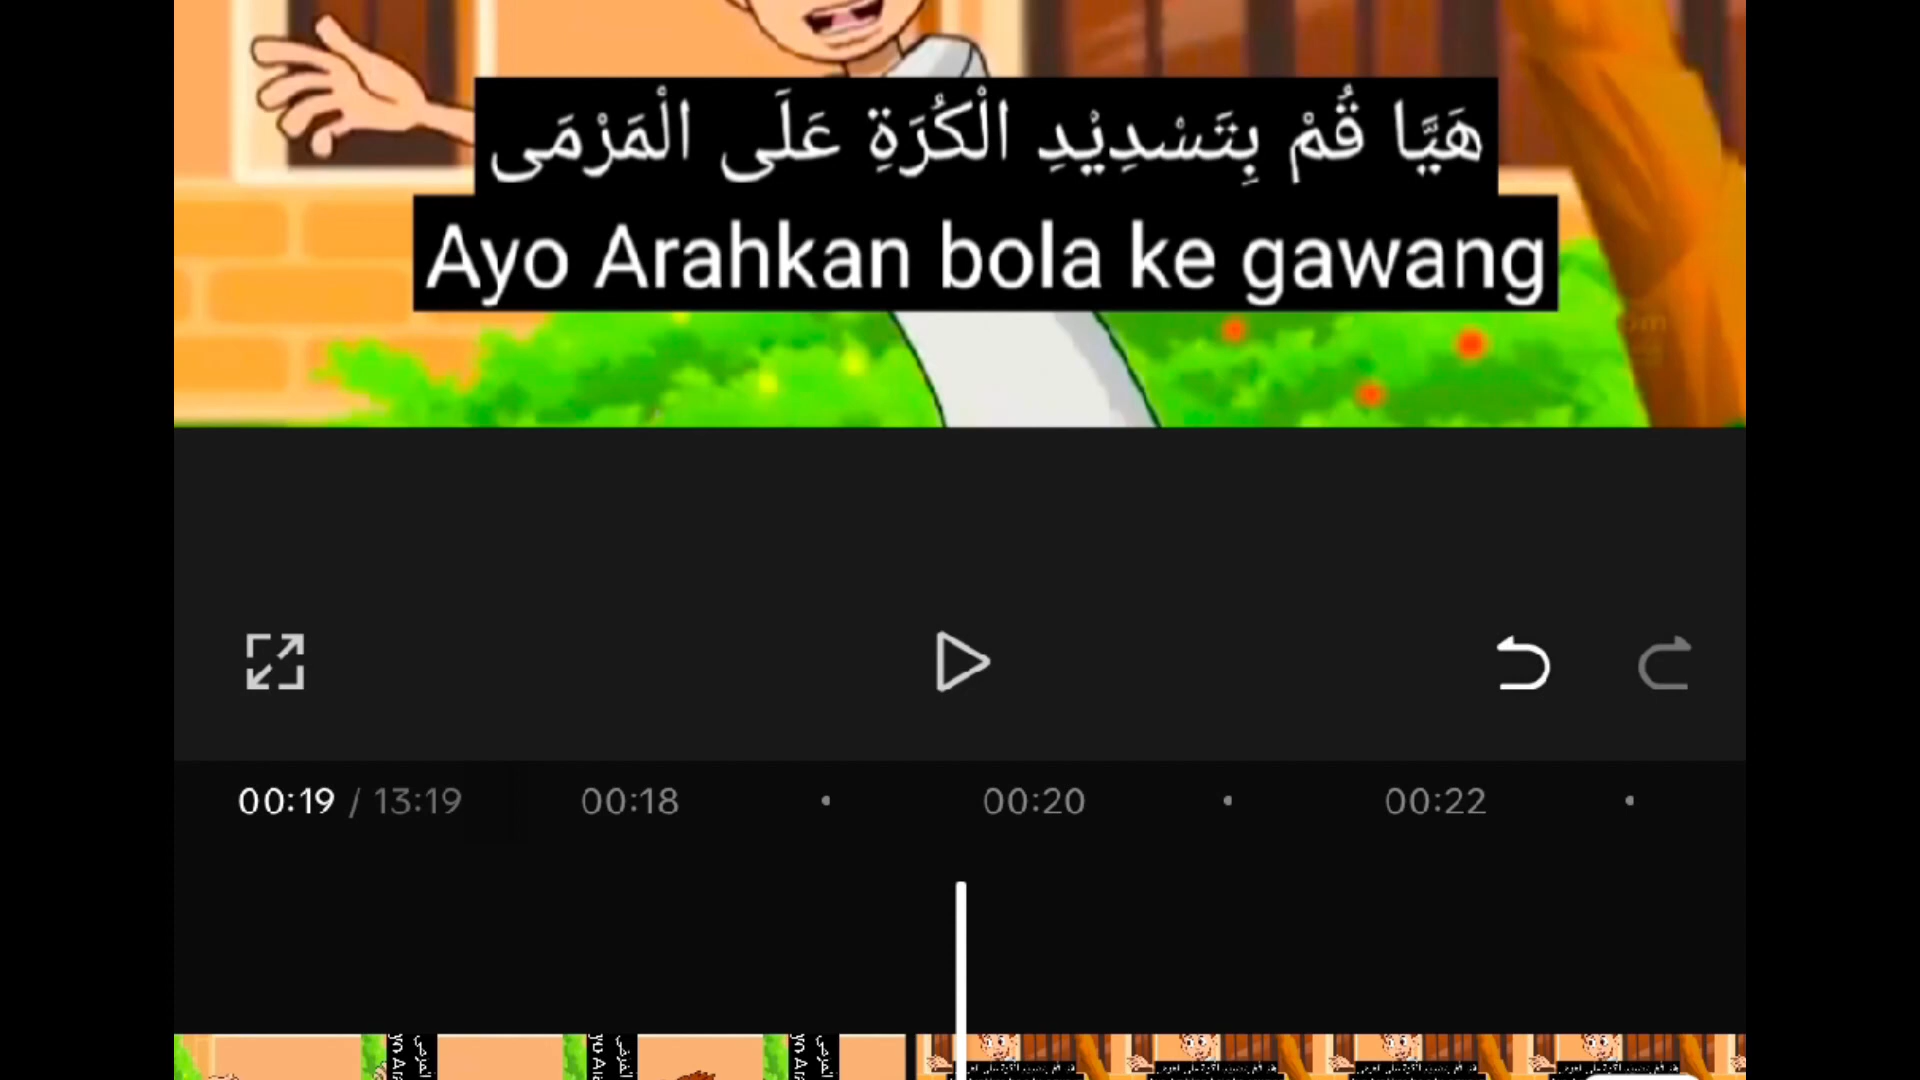 هَيَّا قُمْ بِتَسْدِيْدِ الْكُرَةِ عَلَى الْمَرْمَى
Ayo Arahkan bola ke gawang
00:19 / 13:19 00:18 00:20 00:22